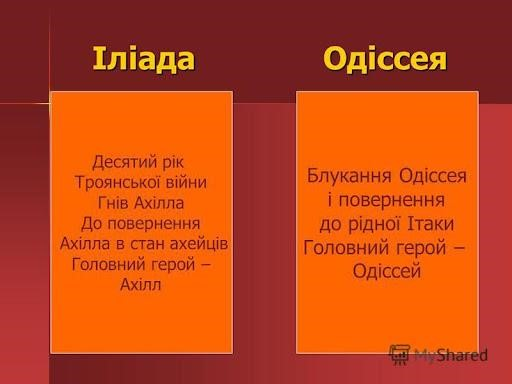 Іліада
Одіссея
Десятий рік
Троянської війни
Гнів Ахілла
До повернення
Ахілла в стан ахейців
Головний герой –
Ахілл
Блукання Одіссея
і повернення
до рідної Ітаки
Головний герой –
Одіссей
MyShared